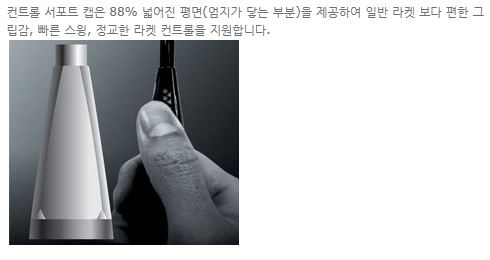 컨트롤 서포트 캡은 88% 넓어진 평면(엄지가 닿는 부분)을 제공하여 일반 라켓 보다 편한 그
립감, 빠른 스윙, 정교한 라켓 컨트롤을 지원합니다.